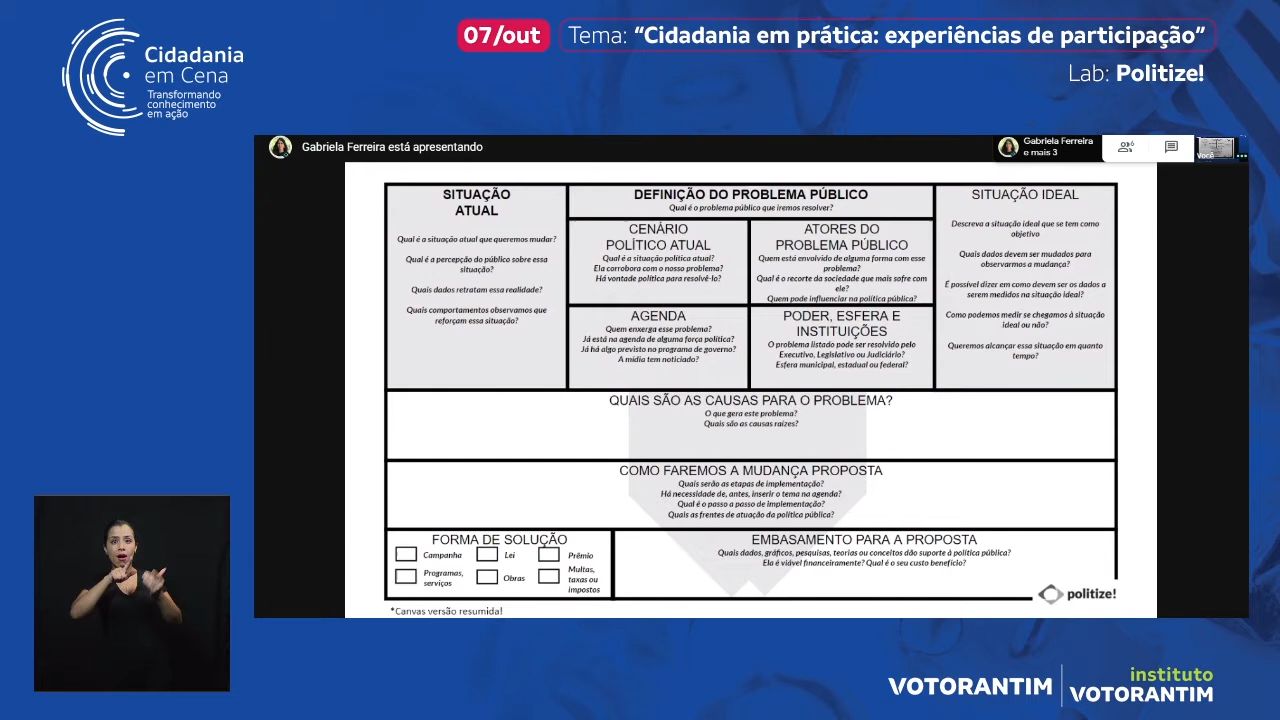 Cidadania
em Cena
Transformando
conhecimento
em ação
07/out
Tema: “Cidadania em prática: experiências de participação”
Lab: Politize!
Gabriela Ferreira está apresentando
Gabriela Ferreira
e mais 3
6
Você
SITUAÇÃO
ATUAL
Qual é a situação atual que queremos mudar?
Qual é a percepção do público sobre essa
situação?
Quais dados retratam essa realidade?
Quais comportamentos observamos que
reforçam essa situação?
DEFINIÇÃO DO PROBLEMA PÚBLICO
Qual é o problema público que iremos resolver?
CENÁRIO
POLÍTICO ATUAL
Qual é a situação política atual?
Ela corrobora com o nosso problema?
Há vontade política para resolvê-lo?
ATORES DO
PROBLEMA PÚBLICO
Quem está envolvido de alguma forma com esse
problema?
Qual é o recorte da sociedade que mais sofre com
ele?
Quem pode influenciar na política pública?
AGENDA
Quem enxerga esse problema?
Já está na agenda de alguma força política?
Já há algo previsto no programa de governo?
A mídia tem noticiado?
PODER, ESFERA E
INSTITUIÇÕES
O problema listado pode ser resolvido pelo
Executivo, Legislativo ou Judiciário?
Esfera municipal, estadual ou federal?
SITUAÇÃO IDEAL
Descreva a situação ideal que se tem como
objetivo
Quais dados devem ser mudados para
observarmos a mudança?
É possível dizer em como devem ser os dados a
serem medidos na situação ideal?
Como podemos medir se chegamos à situação
ideal ou não?
Queremos alcançar essa situação em quanto
tempo?
QUAIS SÃO AS CAUSAS PARA O PROBLEMA?
O que gera este problema?
Quais são as causas raízes?
COMO FAREMOS A MUDANÇA PROPOSTA
Quais serão as etapas de implementação?
Há necessidade de, antes, inserir o tema na agenda?
Qual é o passo a passo de implementação?
Quais as frentes de atuação da política pública?
FORMA DE SOLUÇÃO
Campanha
Lei
Prêmio
Programas,
serviços
Obras
Multas,
taxas ou
impostos
EMBASAMENTO PARA A PROPOSTA
Quais dados, gráficos, pesquisas, teorias ou conceitos dão suporte à política pública?
Ela é viável financeiramente? Qual é o seu custo benefício?
politize!
*Canvas versão resumida!
VOTORANTIM
instituto
VOTORANTIM